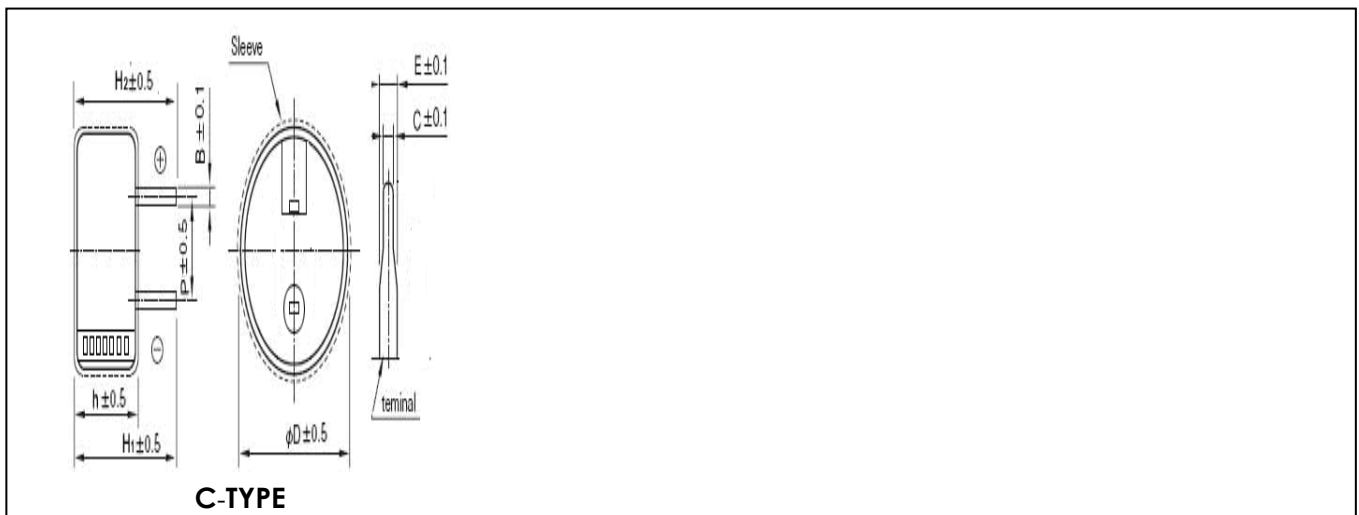 Sleeve
E±0.1
H₂±0.5
B±0.1
C±0.1
⊕
P±0.5
⊖
h±0.5
teminal
H₁±0.5
φD±0.5
C-TYPE